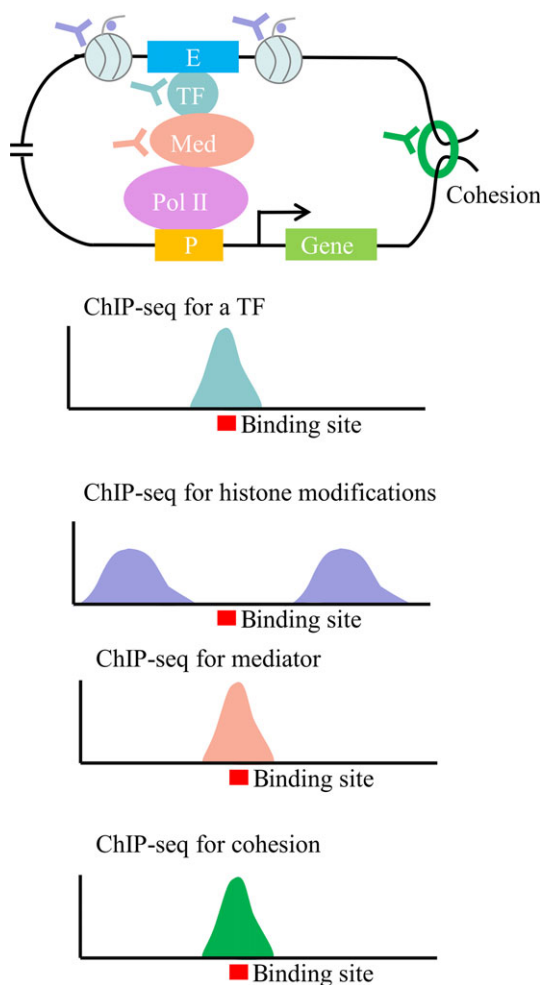 E
TF
Med
Pol II
Cohesion
P
Gene
ChIP-seq for a TF
Binding site
ChIP-seq for histone modifications
Binding site
ChIP-seq for mediator
Binding site
ChIP-seq for cohesion
Binding site